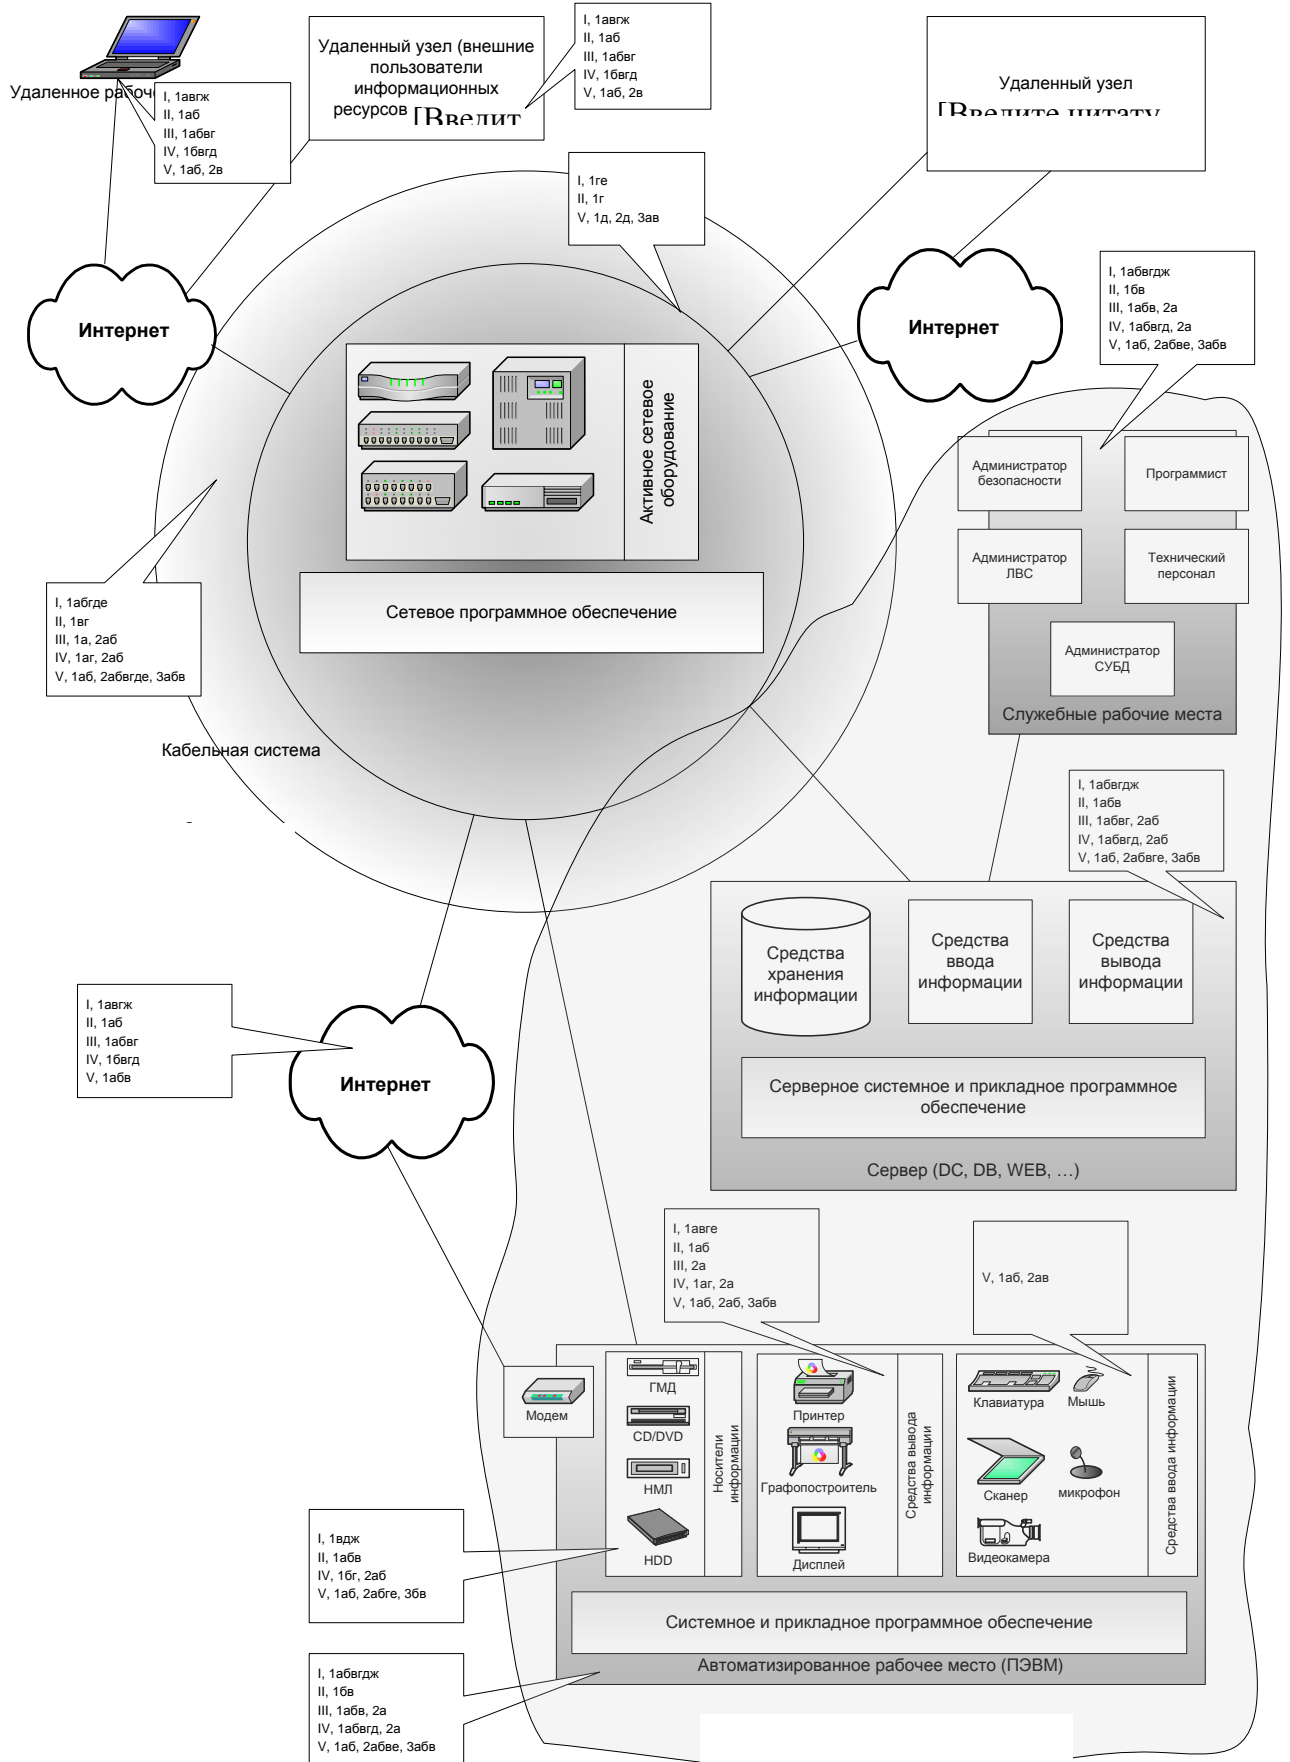 Удаленное рабоч
I, 1авгж
II, 1аб
III, 1абвг
IV, 1бвгд
V, 1аб, 2в
Удаленный узел (внешние
пользователи
информационных
ресурсов [Введит
I, 1авгж
II, 1аб
III, 1абвг
IV, 1бвгд
V, 1аб, 2в
Удаленный узел
[Введите цитату
I, 1ге
II, 1г
V, 1д, 2д, 3ав
Интернет
Интернет
I, 1абвгдж
II, 1бв
III, 1абв, 2а
IV, 1абвгд, 2а
V, 1аб, 2абве, 3абв
Активное сетевое
оборудование
Сетевое программное обеспечение
Администратор
безопасности
Программист
Администратор
ЛВС
Технический
персонал
Администратор
СУБД
Служебные рабочие места
I, 1абгде
II, 1вг
III, 1а, 2аб
IV, 1аг, 2аб
V, 1аб, 2абвгде, 3абв
Кабельная система
I, 1абвгдж
II, 1абв
III, 1абвг, 2аб
IV, 1абвгд, 2аб
V, 1аб, 2абвге, 3абв
Средства
хранения
информации
Средства
ввода
информации
Средства
вывода
информации
Серверное системное и прикладное программное
обеспечение
Сервер (DC, DB, WEB, …)
I, 1авгж
II, 1аб
III, 1абвг
IV, 1бвгд
V, 1абв
Интернет
I, 1авге
II, 1аб
III, 2а
IV, 1аг, 2а
V, 1аб, 2аб, 3абв
V, 1аб, 2ав
Модем
ГМД
CD/DVD
НМЛ
HDD
Носители
информации
Принтер
Графопостроитель
Дисплей
Средства вывода
информации
Клавиатура
Мышь
Сканер
микрофон
Видеокамера
Средства ввода информации
I, 1вдж
II, 1абв
IV, 1бг, 2аб
V, 1аб, 2абге, 3бв
Системное и прикладное программное обеспечение
Автоматизированное рабочее место (ПЭВМ)
I, 1абвгдж
II, 1бв
III, 1абв, 2а
IV, 1абвгд, 2а
V, 1аб, 2абве, 3абв